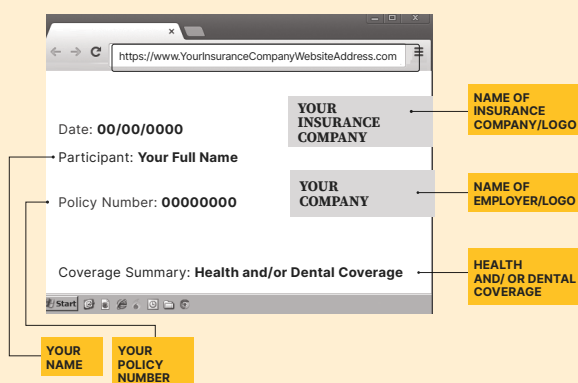 https://www.YourInsuranceCompanyWebsiteAddress.com
YOUR
INSURANCE
COMPANY
NAME OF
INSURANCE
COMPANY/LOGO
Date: 00/00/0000
Participant: Your Full Name
YOUR
COMPANY
NAME OF
EMPLOYER/LOGO
Policy Number: 00000000
Coverage Summary: Health and/or Dental Coverage
HEALTH
AND/ OR DENTAL
COVERAGE
Start
YOUR
NAME
YOUR
POLICY
NUMBER